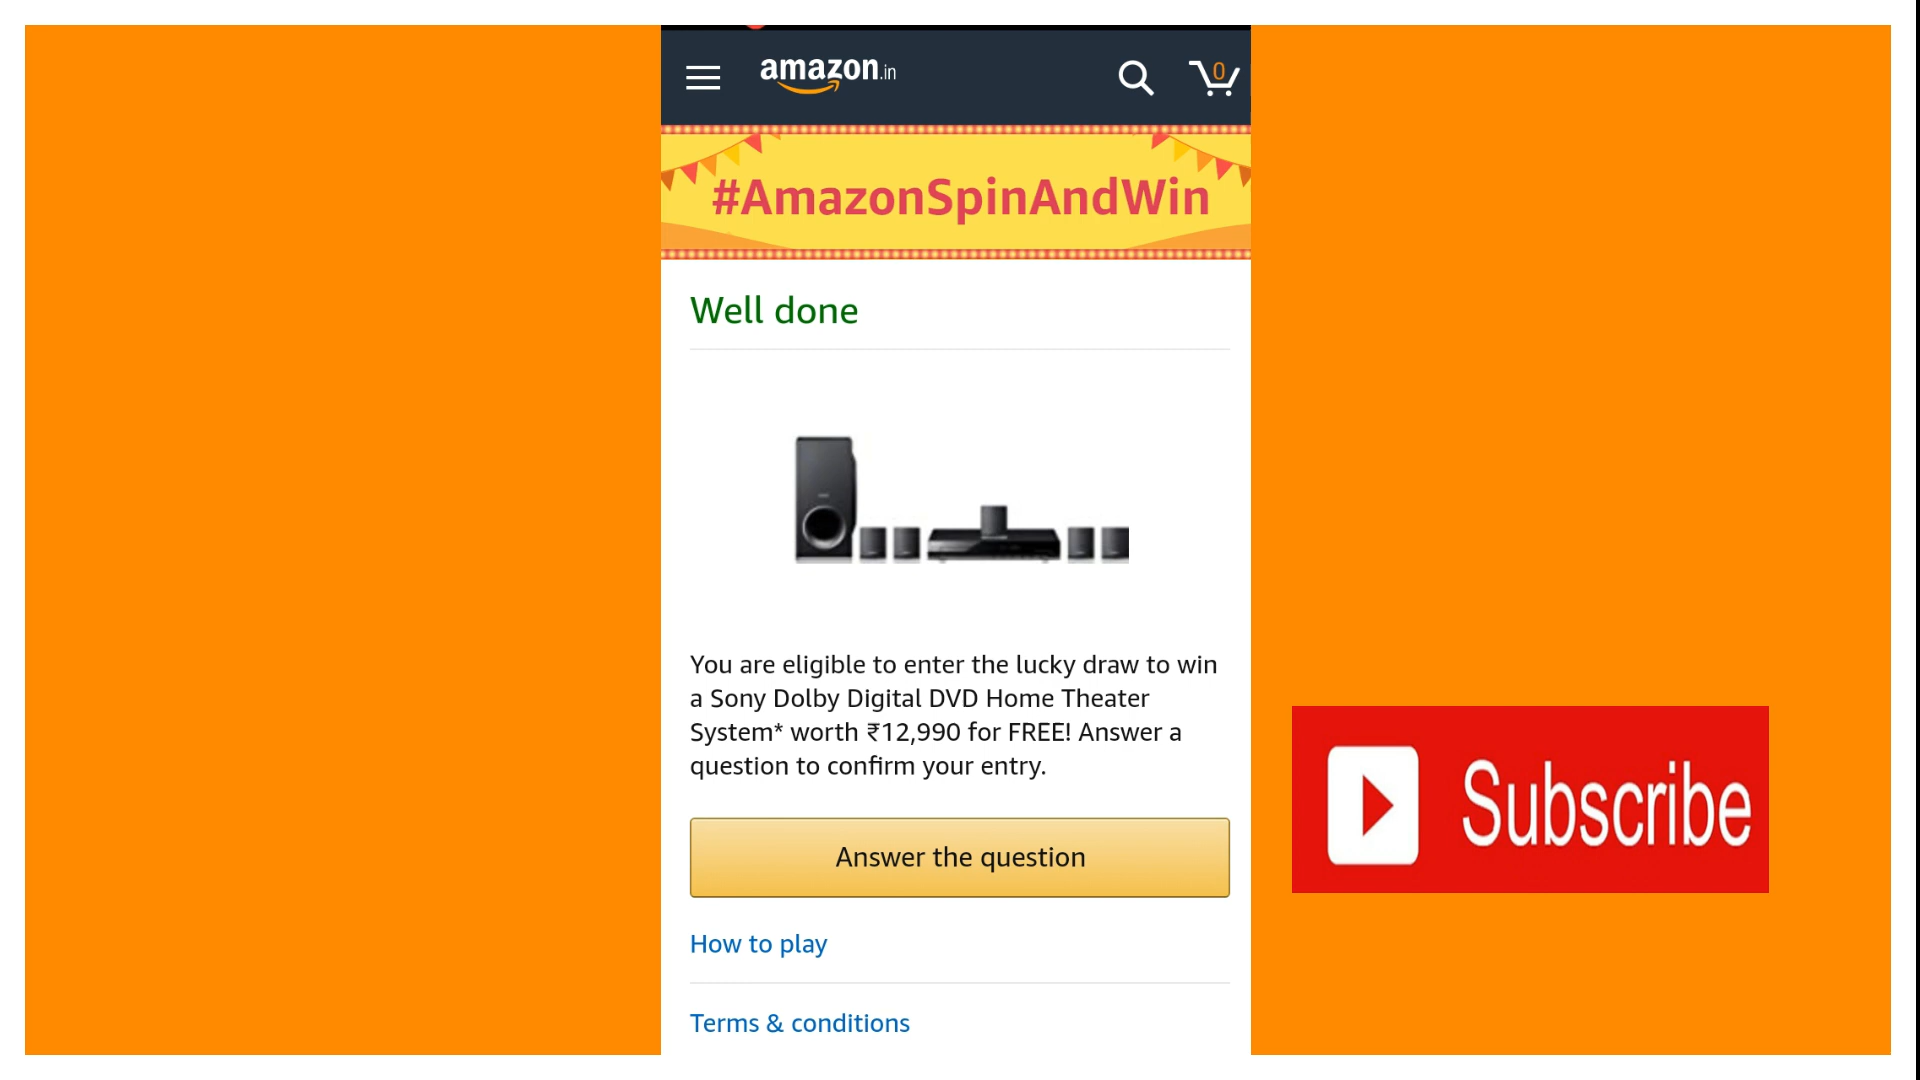 amazon.in
0
#AmazonSpinAndWin
Well done
You are eligible to enter the lucky draw to win
a Sony Dolby Digital DVD Home Theater
System* worth ₹12,990 for FREE! Answer a
question to confirm your entry.
Answer the question
Subscribe
How to play
Terms & conditions